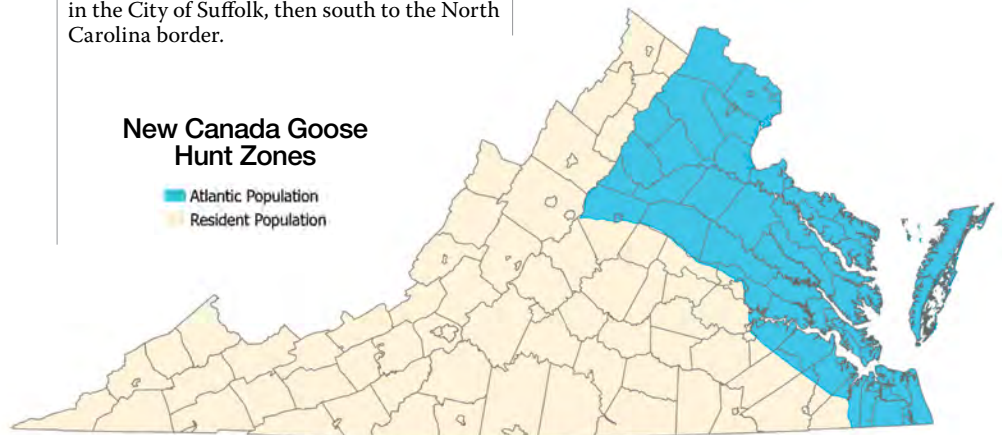 in the City of Suffolk, then south to the North
Carolina border.
New Canada Goose
Hunt Zones
Atlantic Population
Resident Population